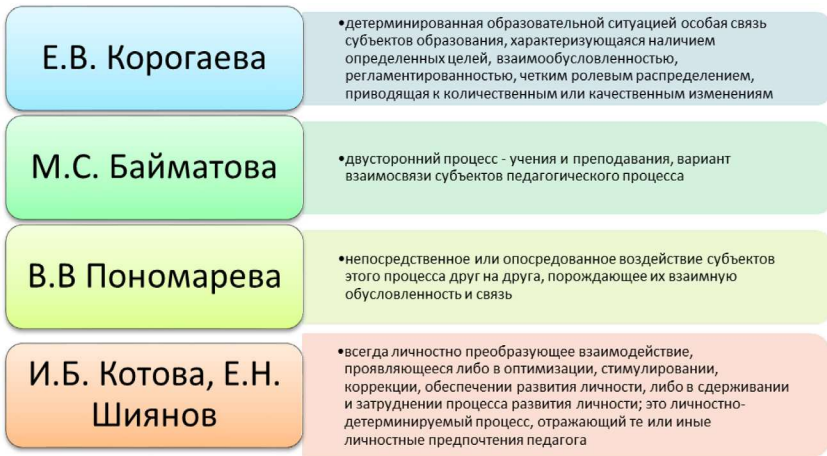 Е.В. Корогаева
•детерминированная образовательной ситуацией особая связь
субъектов образования, характеризующаяся наличием
определенных целей, взаимообусловленностью,
регламентированностью, четким ролевым распределением,
приводящая к количественным или качественным изменениям
М.С. Байматова
•двусторонний процесс - учения и преподавания, вариант
взаимосвязи субъектов педагогического процесса
В.В Пономарева
•непосредственное или опосредованное воздействие субъектов
этого процесса друг на друга, порождающее их взаимную
обусловленность и связь
И.Б. Котова, Е.Н.
Шиянов
•всегда личностно преобразующее взаимодействие,
проявляющееся либо в оптимизации, стимулировании,
коррекции, обеспечении развития личности, либо в сдерживании
и затруднении процесса развития личности; это личностно-
детерминируемый процесс, отражающий те или иные
личностные предпочтения педагога